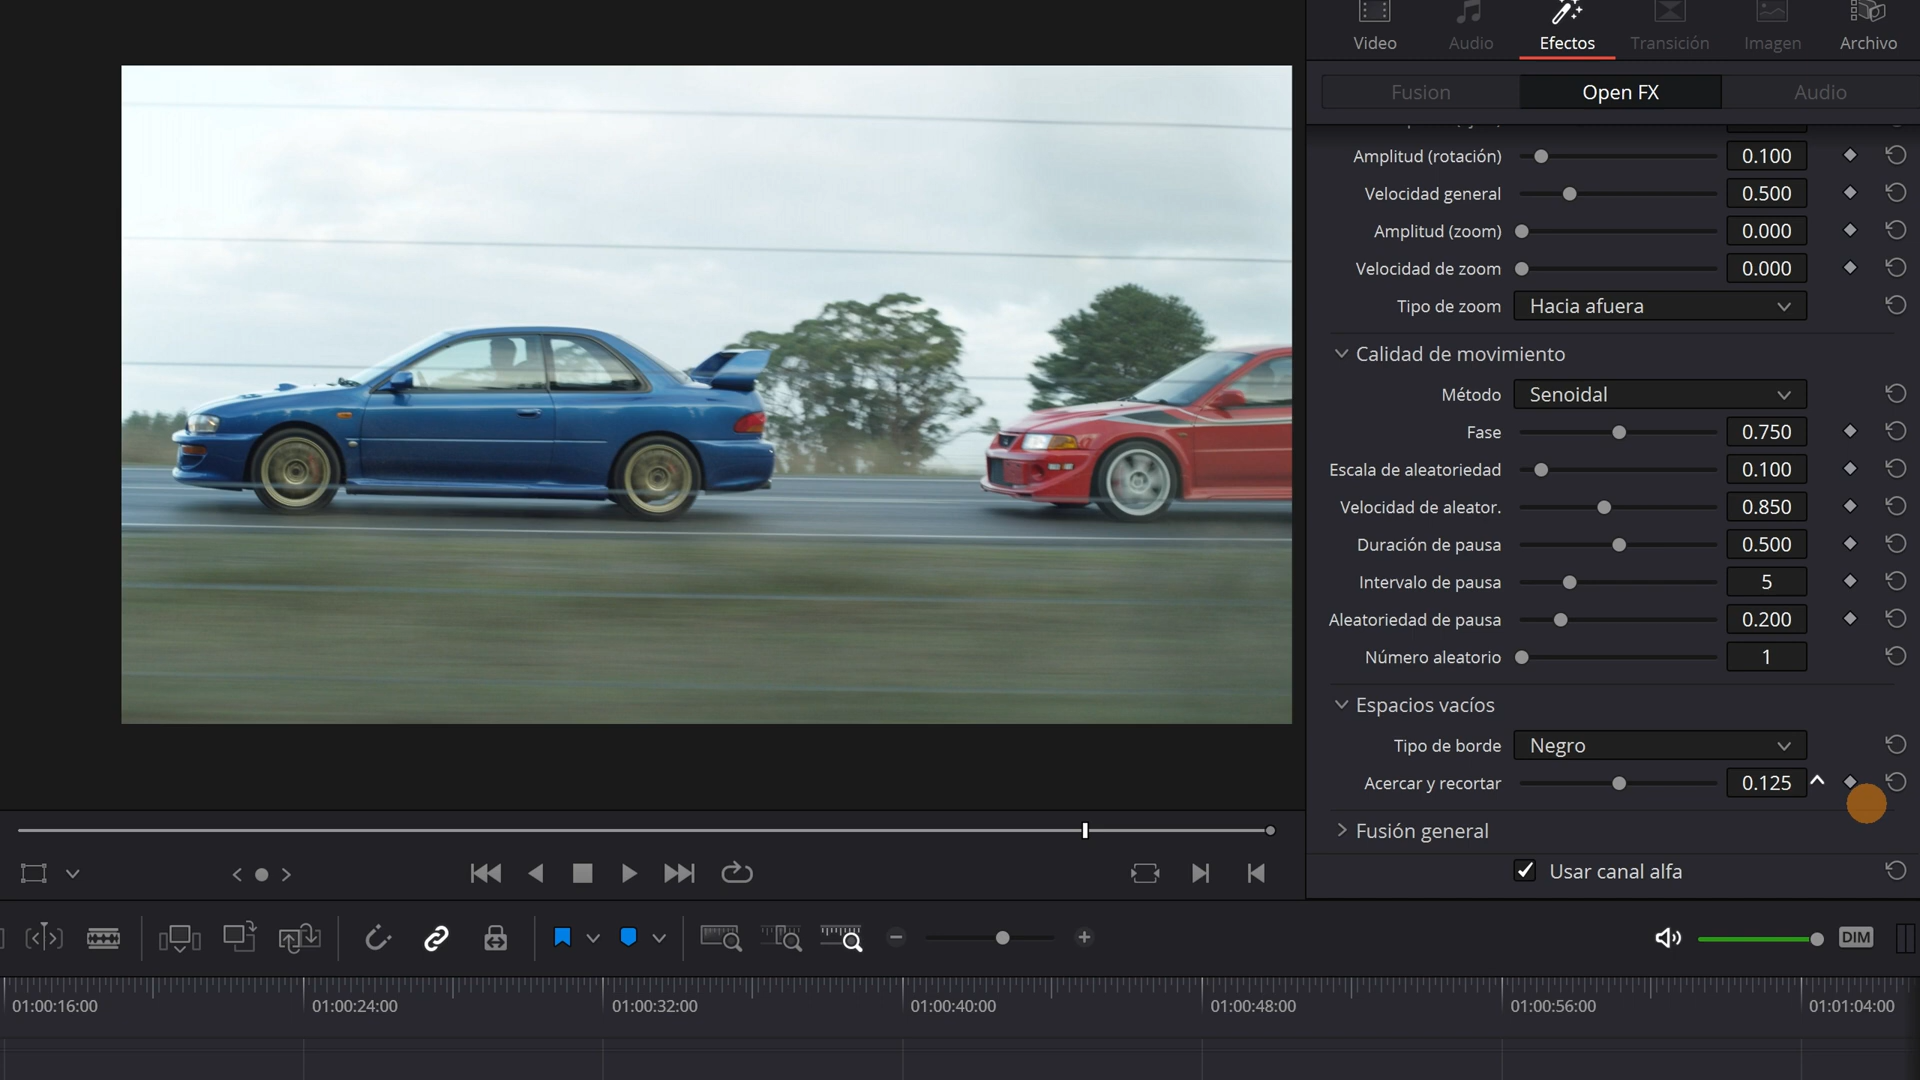 Video Audio Efectos Transición Imagen Archivo
Fusion Open FX Audio
Amplitud (rotación) 0.100
Velocidad general 0.500
Amplitud (zoom) 0.000
Velocidad de zoom 0.000
Tipo de zoom Hacia afuera
Calidad de movimiento
Método Senoidal
Fase 0.750
Escala de aleatoriedad 0.100
Velocidad de aleator. 0.850
Duración de pausa 0.500
Intervalo de pausa 5
Aleatoriedad de pausa 0.200
Número aleatorio 1
Espacios vacíos
Tipo de borde Negro
Acercar y recortar 0.125
Fusión general
Usar canal alfa
DIM
01:00:16:00 01:00:24:00 01:00:32:00 01:00:40:00 01:00:48:00 01:00:56:00 01:01:04:00